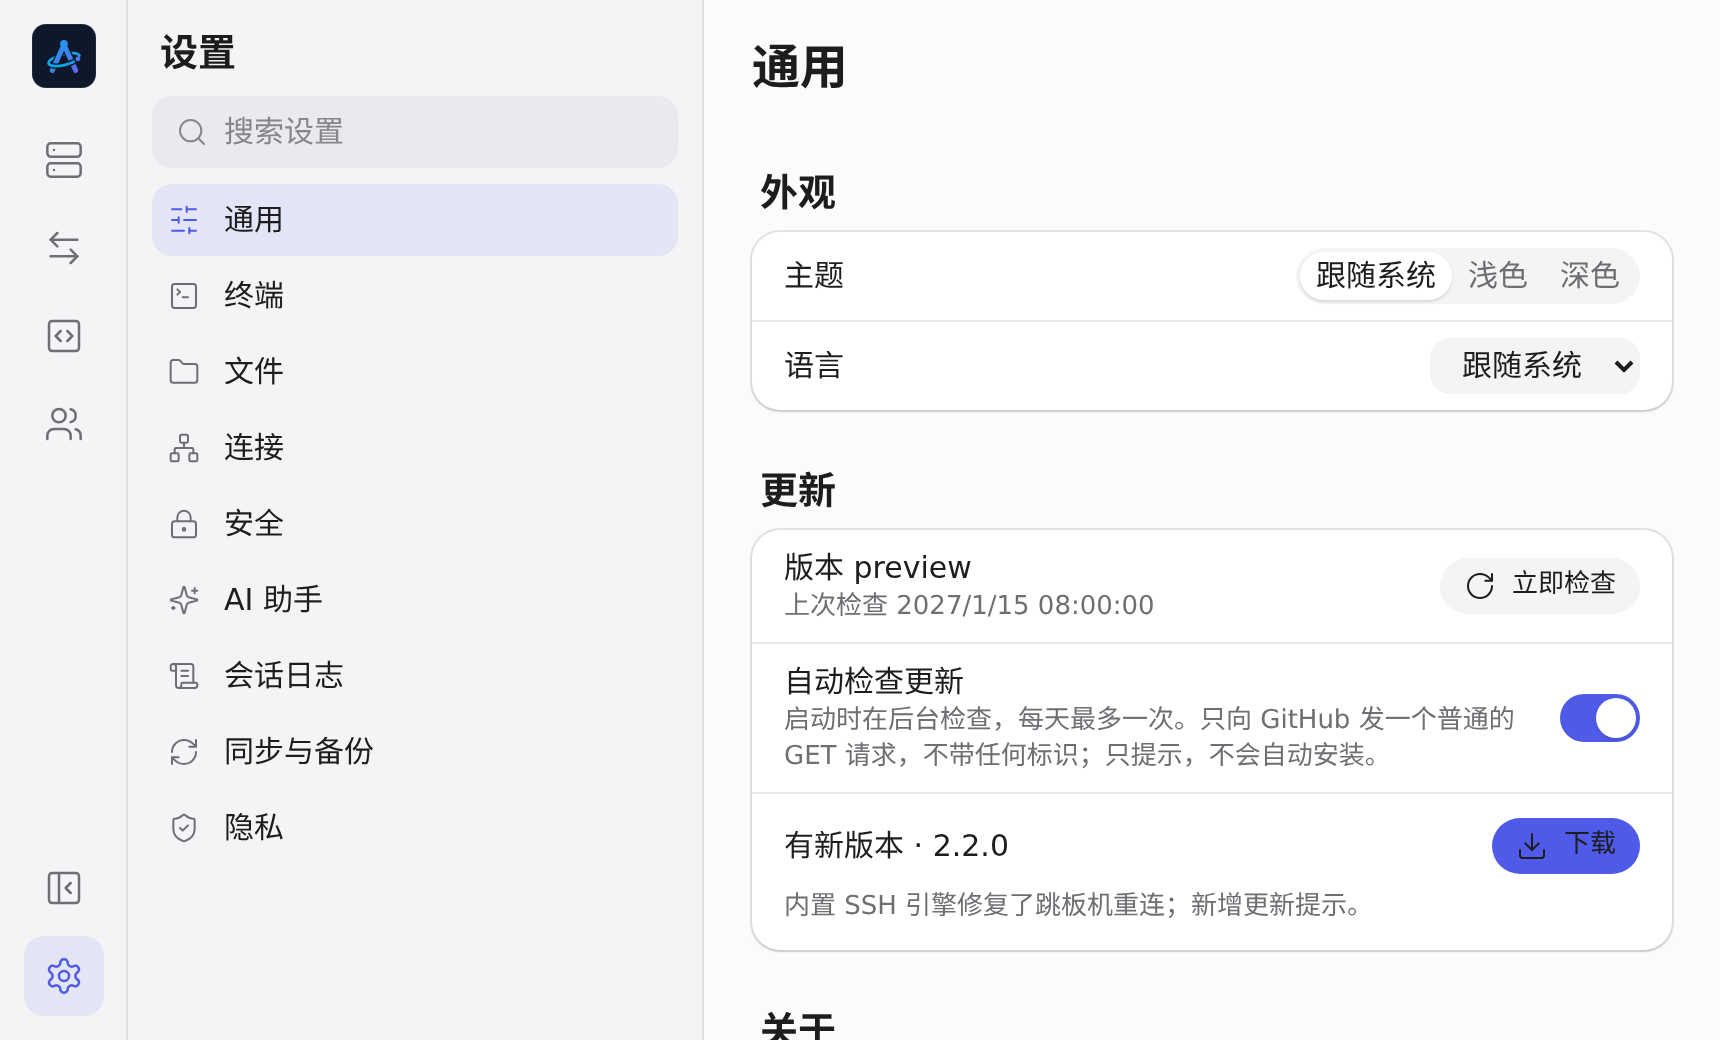 设置
搜索设置
通用
终端
文件
连接
安全
AI 助手
会话日志
同步与备份
隐私
通用
外观
主题
跟随系统 浅色 深色
语言
跟随系统
更新
版本 preview
上次检查 2027/1/15 08:00:00
立即检查
自动检查更新
启动时在后台检查，每天最多一次。只向 GitHub 发一个普通的
GET 请求，不带任何标识；只提示，不会自动安装。
有新版本 · 2.2.0
下载
内置 SSH 引擎修复了跳板机重连；新增更新提示。
关于